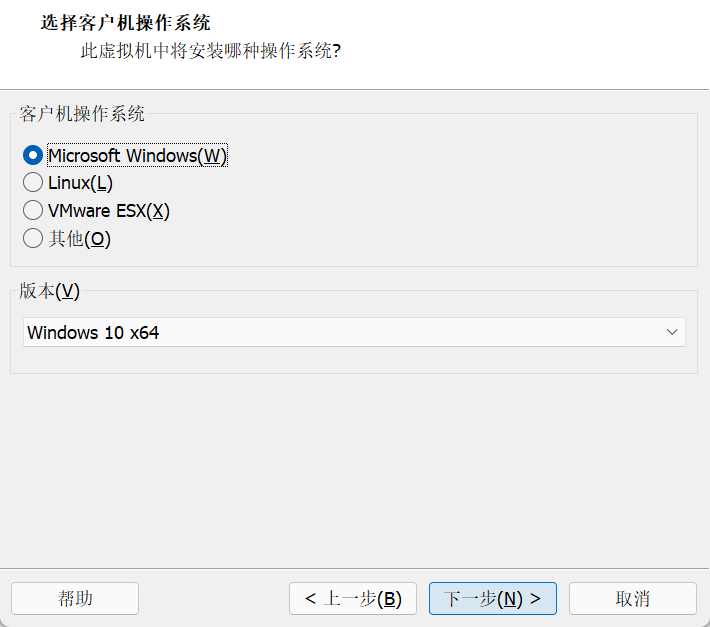 选择客户机操作系统
此虚拟机中将安装哪种操作系统?
客户机操作系统
Microsoft Windows(W)
Linux(L)
VMware ESX(X)
其他(O)
版本(V)
Windows 10 x64
帮助
< 上一步(B)
下一步(N) >
取消